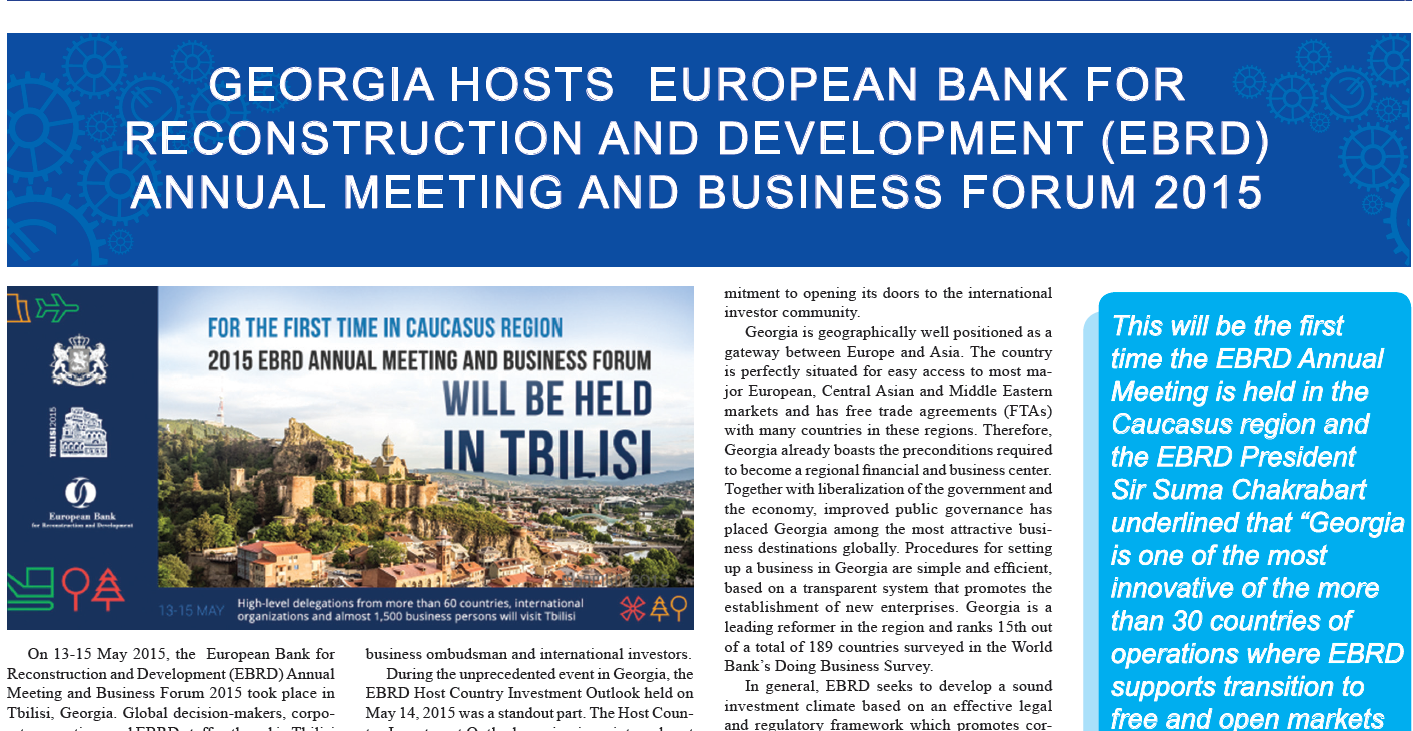 GEORGIA HOSTS EUROPEAN BANK FOR
RECONSTRUCTION AND DEVELOPMENT (EBRD)
ANNUAL MEETING AND BUSINESS FORUM 2015
FOR THE FIRST TIME IN CAUCASUS REGION
2015 EBRD ANNUAL MEETING AND BUSINESS FORUM
WILL BE HELD
IN TBILISI
TBILISI 2015
European Bank
for Reconstruction and Development
13-15 MAY
High-level delegations from more than 60 countries, international
organizations and almost 1,500 business persons will visit Tbilisi
On 13-15 May 2015, the European Bank for
Reconstruction and Development (EBRD) Annual
Meeting and Business Forum 2015 took place in
Tbilisi, Georgia. Global decision-makers, corpo-
business ombudsman and international investors.
During the unprecedented event in Georgia, the
EBRD Host Country Investment Outlook held on
May 14, 2015 was a standout part. The Host Coun-
mitment to opening its doors to the international
investor community.
Georgia is geographically well positioned as a
gateway between Europe and Asia. The country
is perfectly situated for easy access to most ma-
jor European, Central Asian and Middle Eastern
markets and has free trade agreements (FTAs)
with many countries in these regions. Therefore,
Georgia already boasts the preconditions required
to become a regional financial and business center.
Together with liberalization of the government and
the economy, improved public governance has
placed Georgia among the most attractive busi-
ness destinations globally. Procedures for setting
up a business in Georgia are simple and efficient,
based on a transparent system that promotes the
establishment of new enterprises. Georgia is a
leading reformer in the region and ranks 15th out
of a total of 189 countries surveyed in the World
Bank's Doing Business Survey.
In general, EBRD seeks to develop a sound
investment climate based on an effective legal
and regulatory framework which promotes cor-
This will be the first
time the EBRD Annual
Meeting is held in the
Caucasus region and
the EBRD President
Sir Suma Chakrabart
underlined that “Georgia
is one of the most
innovative of the more
than 30 countries of
operations where EBRD
supports transition to
free and open markets